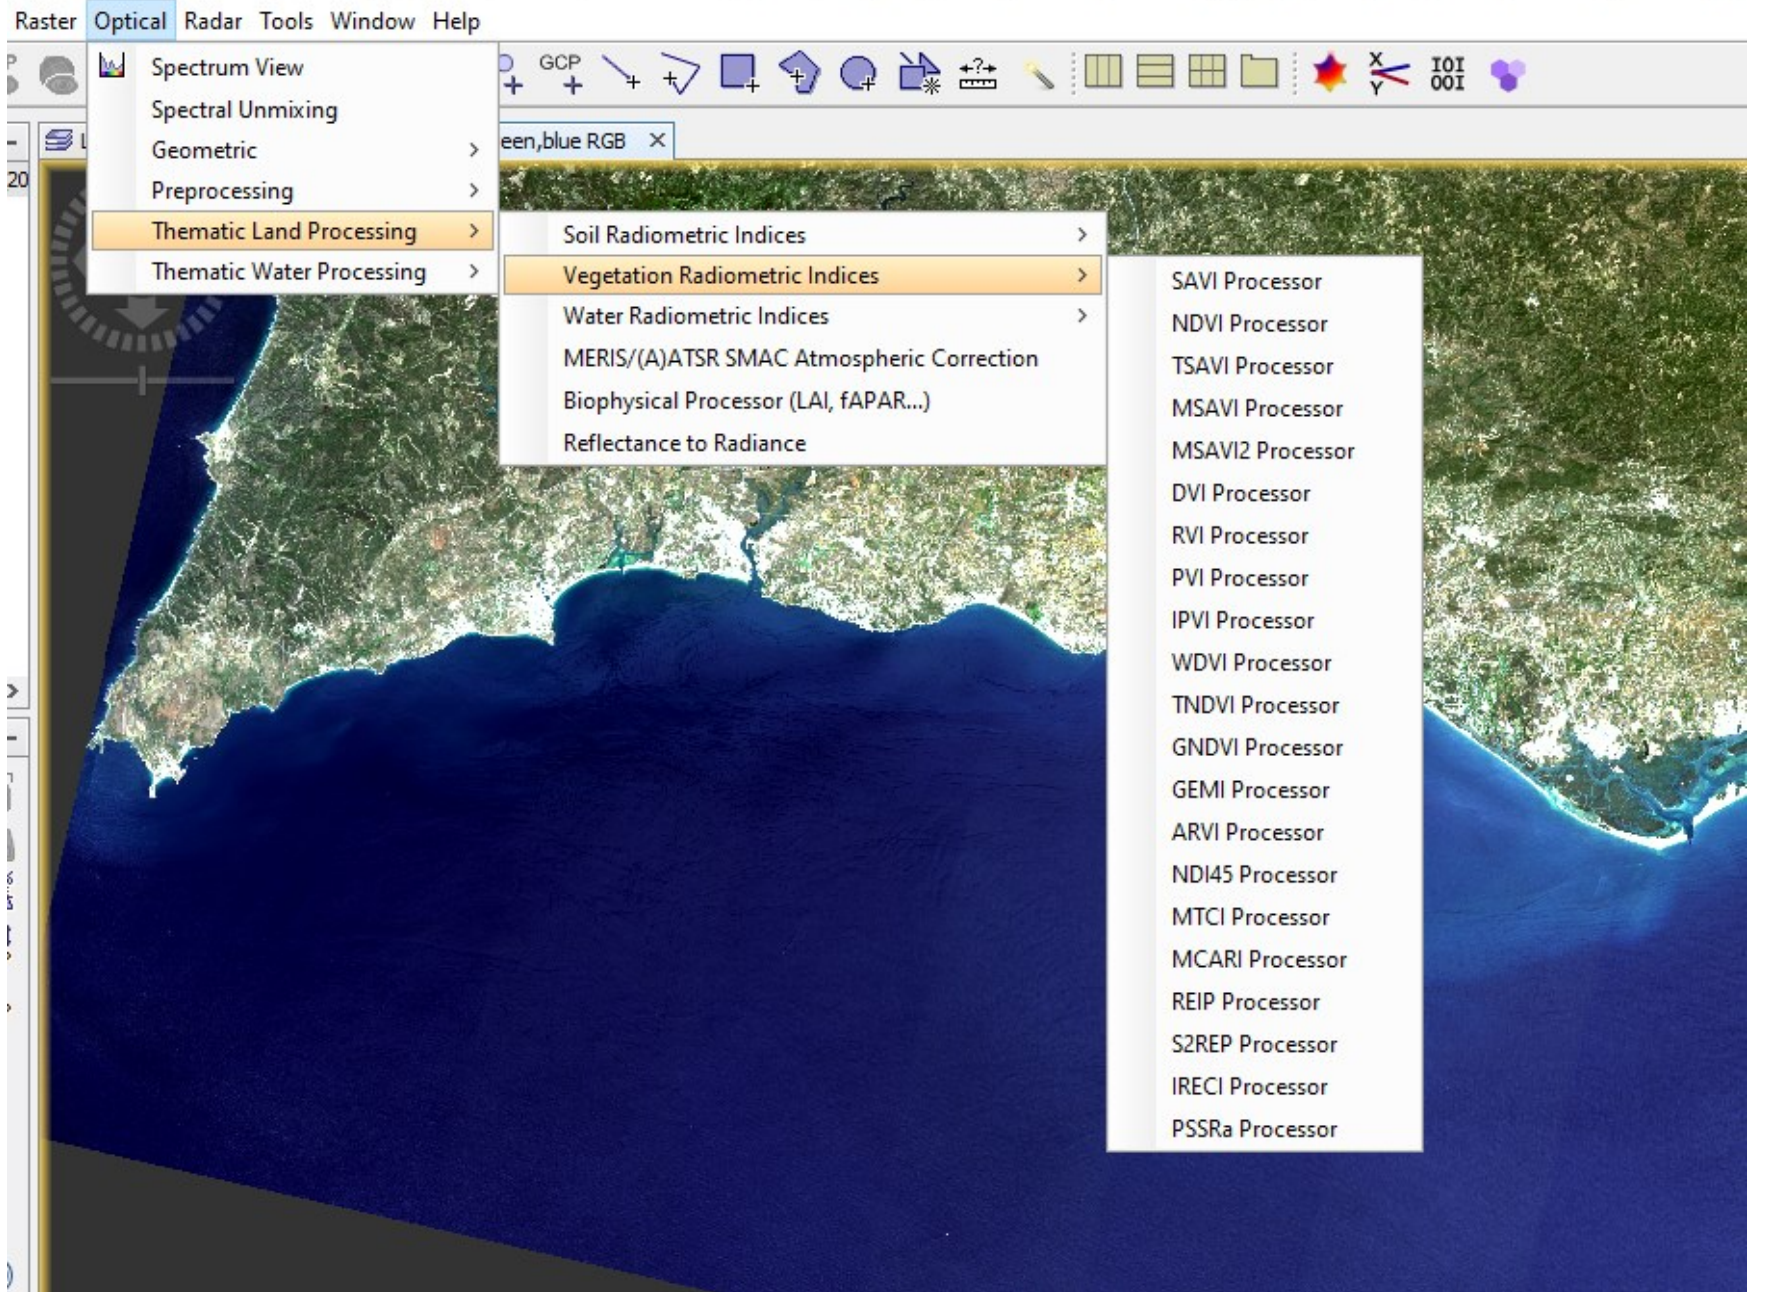 Raster Optical Radar Tools Window Help
Spectrum View
GCP
X
Y
IOI
OOI
Spectral Unmixing
een,blue RGB
Geometric
20
Preprocessing
Thematic Land Processing
Soil Radiometric Indices
Thematic Water Processing
Vegetation Radiometric Indices
SAVI Processor
Water Radiometric Indices
NDVI Processor
MERIS/(A)ATSR SMAC Atmospheric Correction
TSAVI Processor
Biophysical Processor (LAI, fAPAR...)
MSAVI Processor
Reflectance to Radiance
MSAVI2 Processor
DVI Processor
RVI Processor
PVI Processor
IPVI Processor
WDVI Processor
TNDVI Processor
GNDVI Processor
GEMI Processor
ARVI Processor
NDI45 Processor
MTCI Processor
MCARI Processor
REIP Processor
S2REP Processor
IRECI Processor
PSSRa Processor